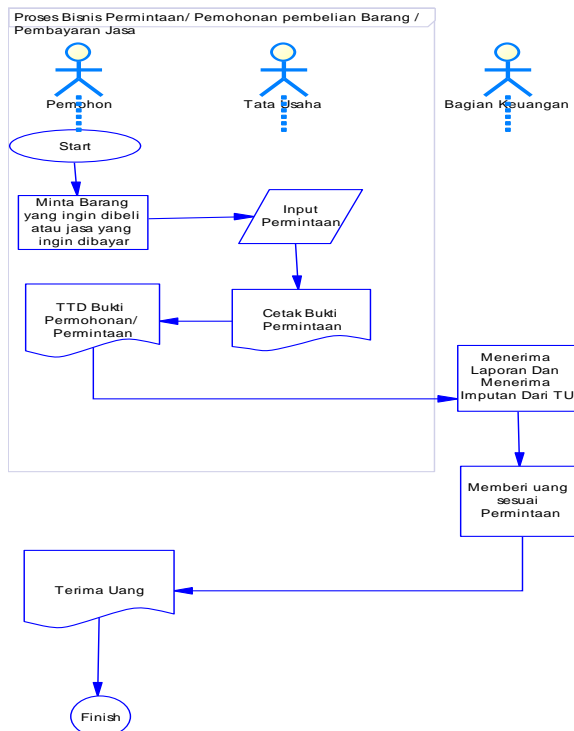 Proses Bisnis Permintaan/ Pemohonan pembelian Barang /
Pembayaran Jasa
Pemohon
Tata Usaha
Bagian Keuangan
Start
Minta Barang
yang ingin dibeli
atau jasa yang
ingin dibayar
Input
Permintaan
TTD Bukti
Permohonan/
Permintaan
Cetak Bukti
Permintaan
Menerima
Laporan Dan
Menerima
Imputan Dari TU
Memberi uang
sesuai
Permintaan
Terima Uang
Finish